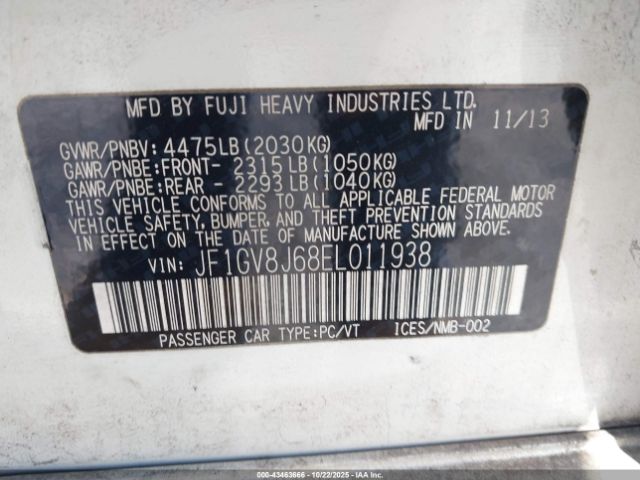 MFD BY FUJI HEAVY INDUSTRIES LTD.
MFD IN 11/13
GVWR/PNBV: 4475LB(2030KG)
GAWR/PNBE:FRONT- 2315LB(1050KG)
GAWR/PNBE:REAR - 2293LB(1040KG)
THIS VEHICLE CONFORMS TO ALL APPLICABLE FEDERAL MOTOR
VEHICLE SAFETY, BUMPER, AND THEFT PREVENTION STANDARDS
IN EFFECT ON THE DATE OF MANUFACTURE SHOWN ABOVE.
VIN: JF1GV8J68EL011938
PASSENGER CAR TYPE:PC/VT ICES/NMB-002
000-43463666 - 10/22/2025 - IAAI.COM